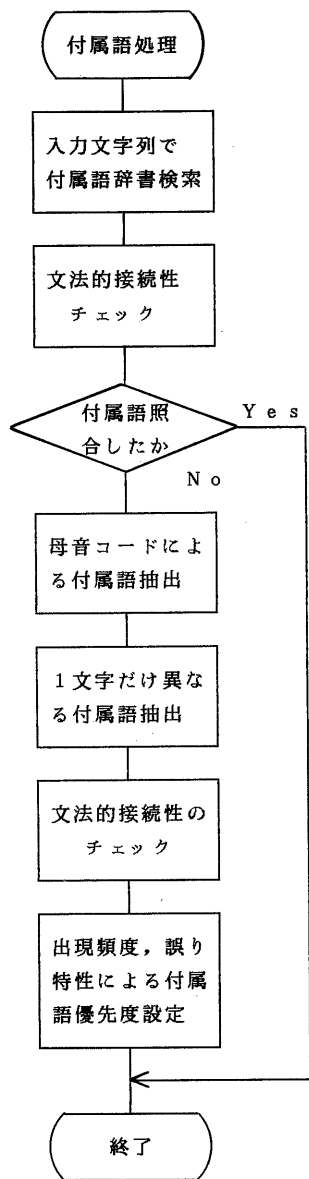 付属語処理
入力文字列で
付属語辞書検索
文法的接続性
チェック
付属語照
合したか
Yes
No
母音コードによ
る付属語抽出
1文字だけ異な
る付属語抽出
文法的接続性の
チェック
出現頻度，誤り
特性による付属
語優先度設定
終了